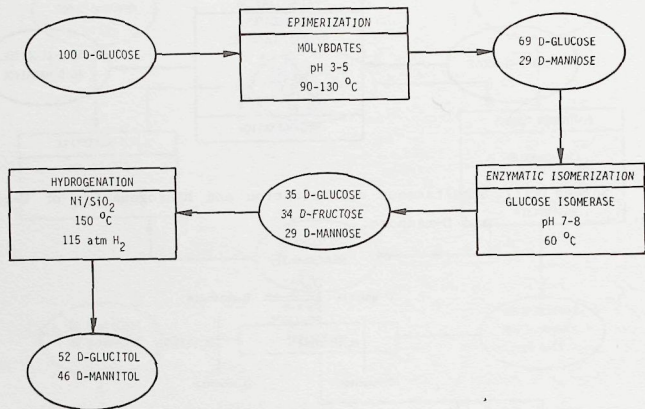 100 D-GLUCOSE
EPIMERIZATION
MOLYBDATES
pH 3-5
90-130 °C
69 D-GLUCOSE
29 D-MANNOSE
ENZYMATIC ISOMERIZATION
GLUCOSE ISOMERASE
pH 7-8
60 °C
35 D-GLUCOSE
34 D-FRUCTOSE
29 D-MANNOSE
HYDROGENATION
Ni/SiO₂
150 °C
115 atm H₂
52 D-GLUCITOL
46 D-MANNITOL